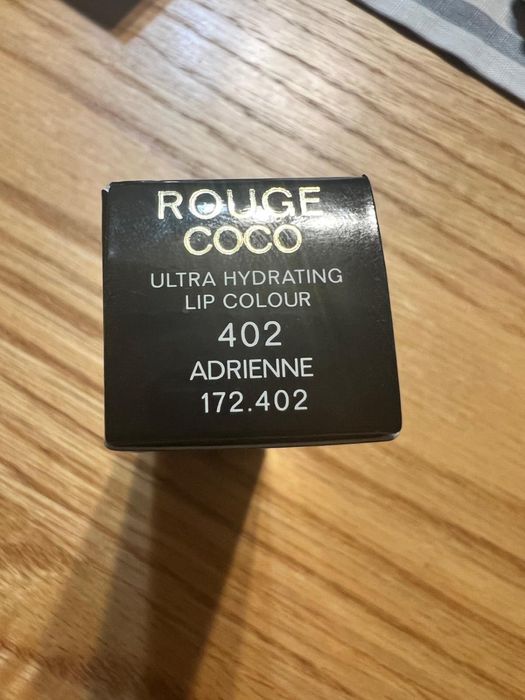 ROUGE
COCO
ULTRA HYDRATING
LIP COLOUR
402
ADRIENNE
172.402